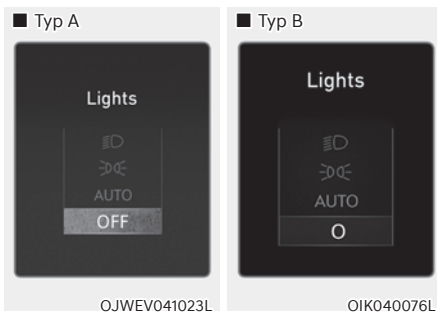 ■ Typ A
Lights
AUTO
OFF
OJWEV041023L
■ Typ B
Lights
AUTO
O
OIK040076L